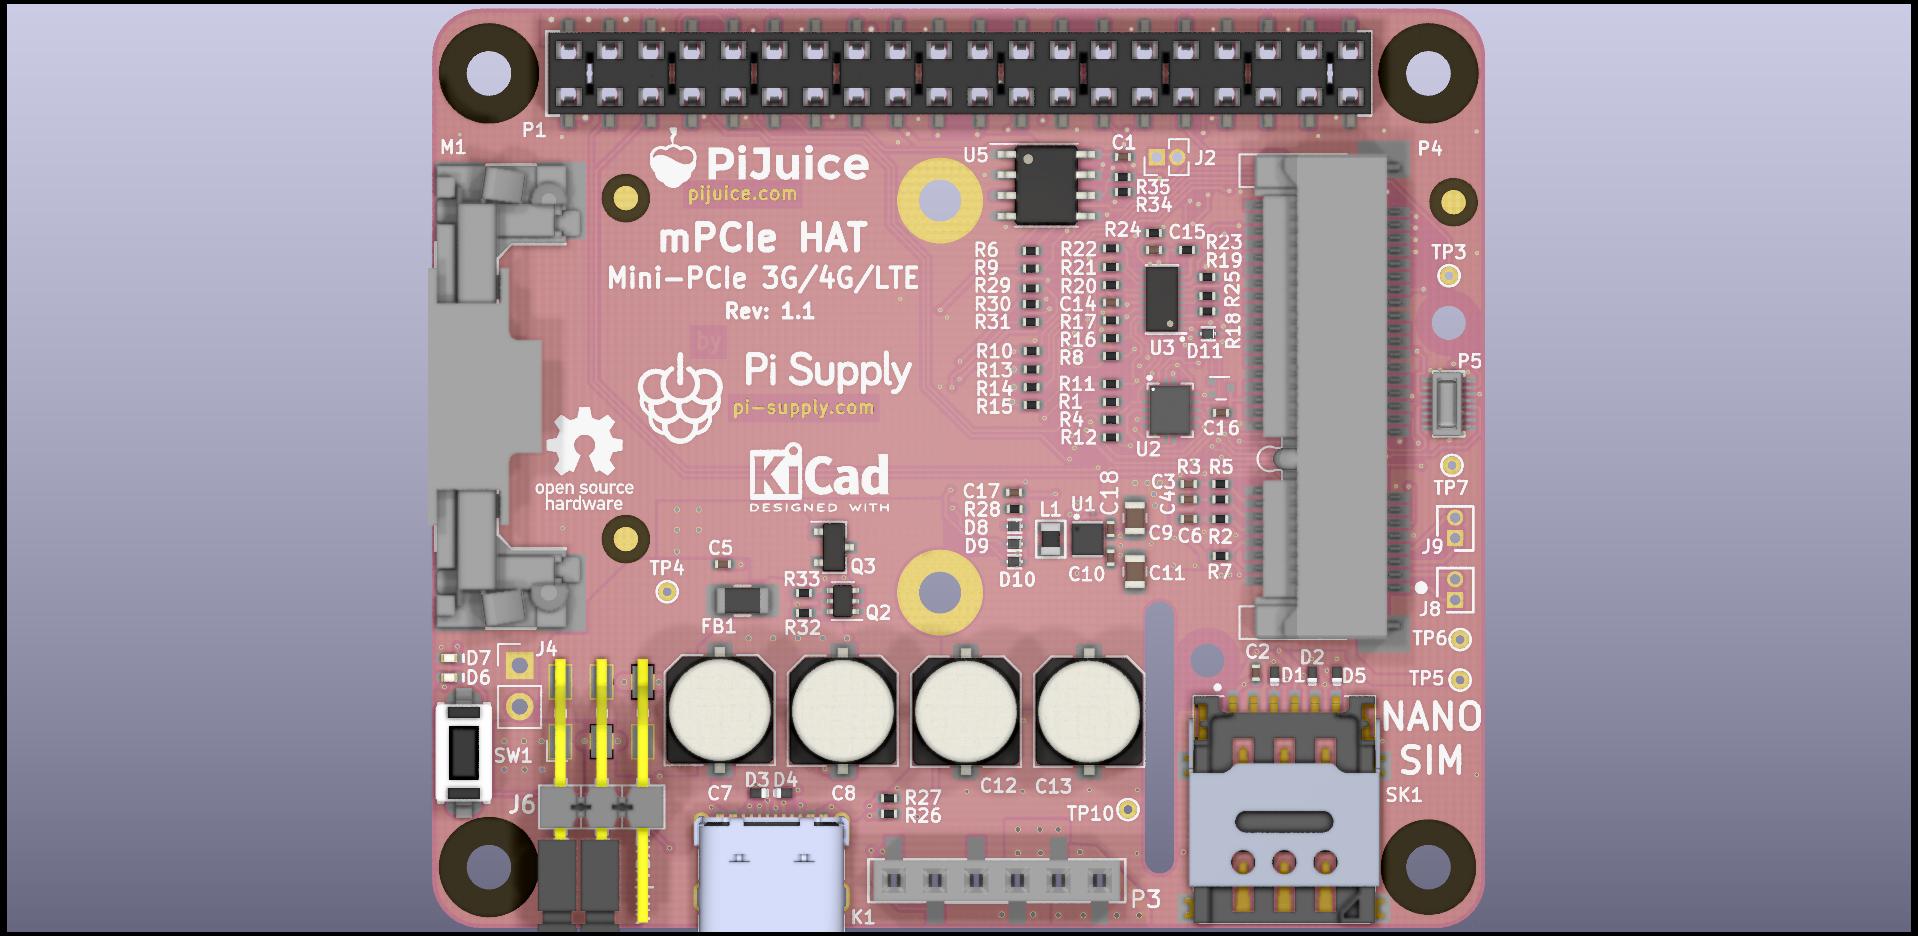 P1
M1
PiJuice
pijuice.com
mPCIe HAT
Mini-PCIe 3G/4G/LTE
Rev: 1.1
by
Pi Supply
pi-supply.com
open source
hardware
KiCad
DESIGNED WITH
U5
C1
J2
R35
R34
P4
R24
C15
R23
R19
R6
R9
R29
R30
R31
R10
R13
R14
R15
R22
R21
R20
C14
R17
R16
R8
R11
R1
R4
R12
R25
R18
U3
D11
U2
C16
TP3
P5
TP7
J9
J8
TP6
TP5
C17
R28
D8
D9
D10
L1
U1
C18
C10
C9
C11
R3
R5
C3
C4
C6
R2
R7
C5
TP4
FB1
Q3
R33
R32
Q2
D7
D6
J4
SW1
J6
C7
D3
D4
C8
C12
C13
R27
R26
TP10
K1
P3
C2
D2
D1
D5
NANO
SIM
SK1